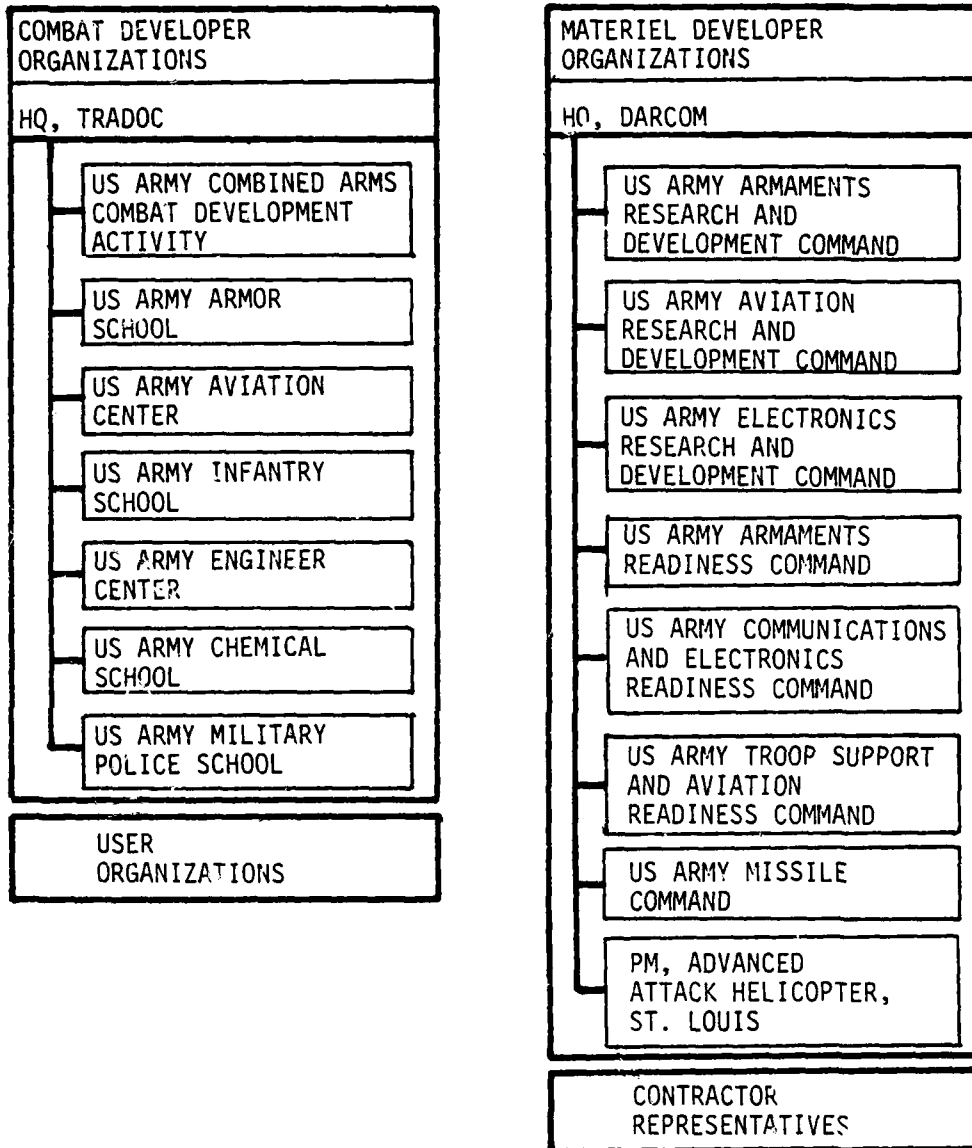 COMBAT DEVELOPER
ORGANIZATIONS
HQ, TRADOC
US ARMY COMBINED ARMS
COMBAT DEVELOPMENT
ACTIVITY
US ARMY ARMOR
SCHOOL
US ARMY AVIATION
CENTER
US ARMY INFANTRY
SCHOOL
US ARMY ENGINEER
CENTER
US ARMY CHEMICAL
SCHOOL
US ARMY MILITARY
POLICE SCHOOL
USER
ORGANIZATIONS
MATERIEL DEVELOPER
ORGANIZATIONS
HQ, DARCOM
US ARMY ARMAMENTS
RESEARCH AND
DEVELOPMENT COMMAND
US ARMY AVIATION
RESEARCH AND
DEVELOPMENT COMMAND
US ARMY ELECTRONICS
RESEARCH AND
DEVELOPMENT COMMAND
US ARMY ARMAMENTS
READINESS COMMAND
US ARMY COMMUNICATIONS
AND ELECTRONICS
READINESS COMMAND
US ARMY TROOP SUPPORT
AND AVIATION
READINESS COMMAND
US ARMY MISSILE
COMMAND
PM, ADVANCED
ATTACK HELICOPTER,
ST. LOUIS
CONTRACTOR
REPRESENTATIVES